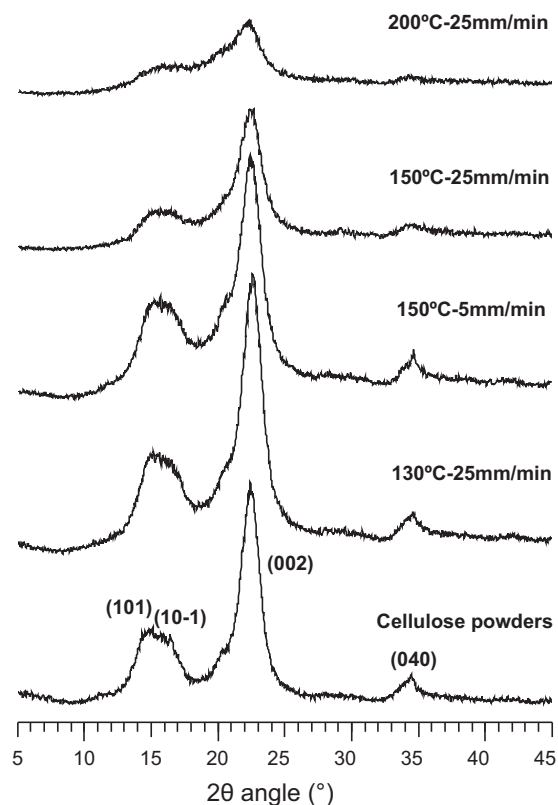 200ºC-25mm/min
150ºC-25mm/min
150ºC-5mm/min
130ºC-25mm/min
(002)
(101) (10-1)
Cellulose powders
(040)
5 10 15 20 25 30 35 40 45
2θ angle (°)